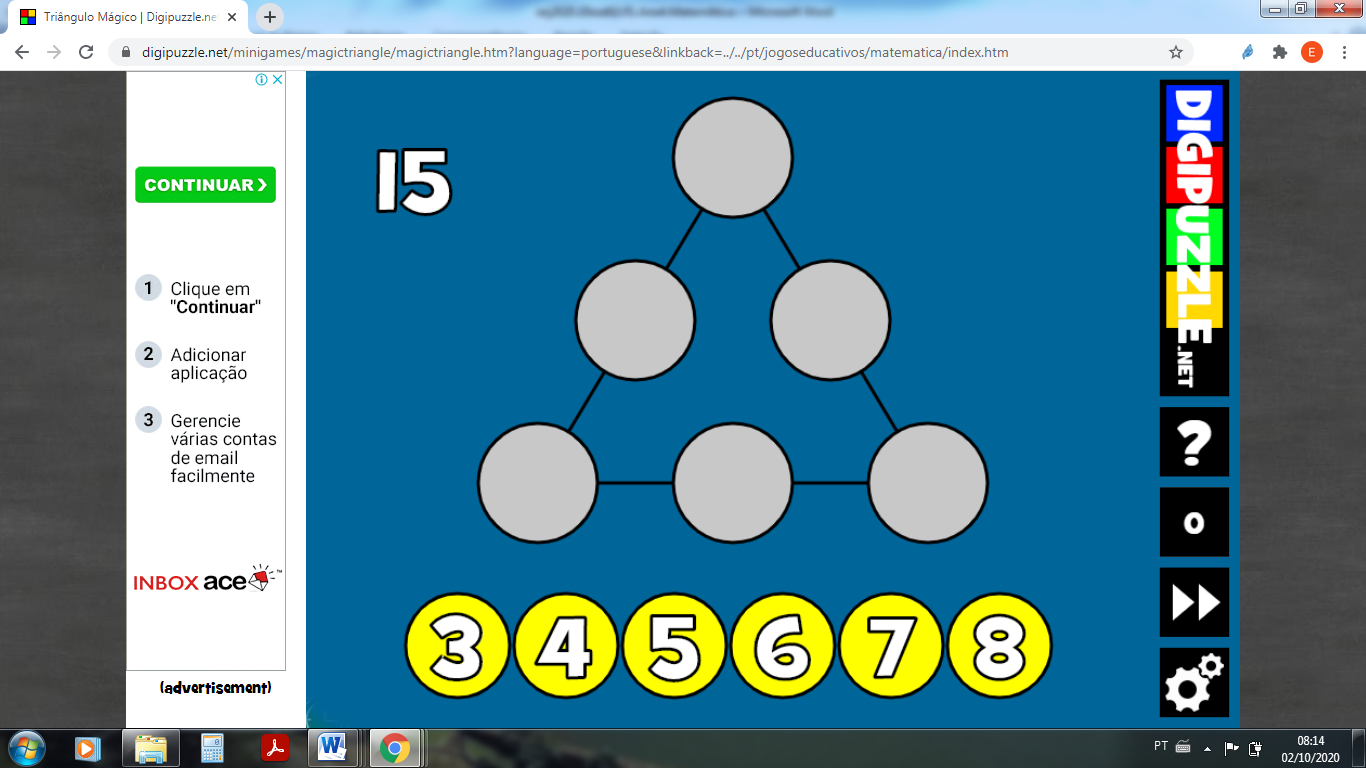 Triângulo Mágico | Digipuzzle.ne
digipuzzle.net/minigames/magictriangle/magictriangle.htm?language=portuguese&linkback=../../pt/jogoseducativos/matematica/index.htm
E
CONTINUAR
1 Clique em
"Continuar"
2 Adicionar
aplicação
3 Gerencie
várias contas
de email
facilmente
INBOX ace™
(advertisement)
15
3 4 5 6 7 8
DIGIPUZZLE.NET
?
0
PT
08:14
02/10/2020